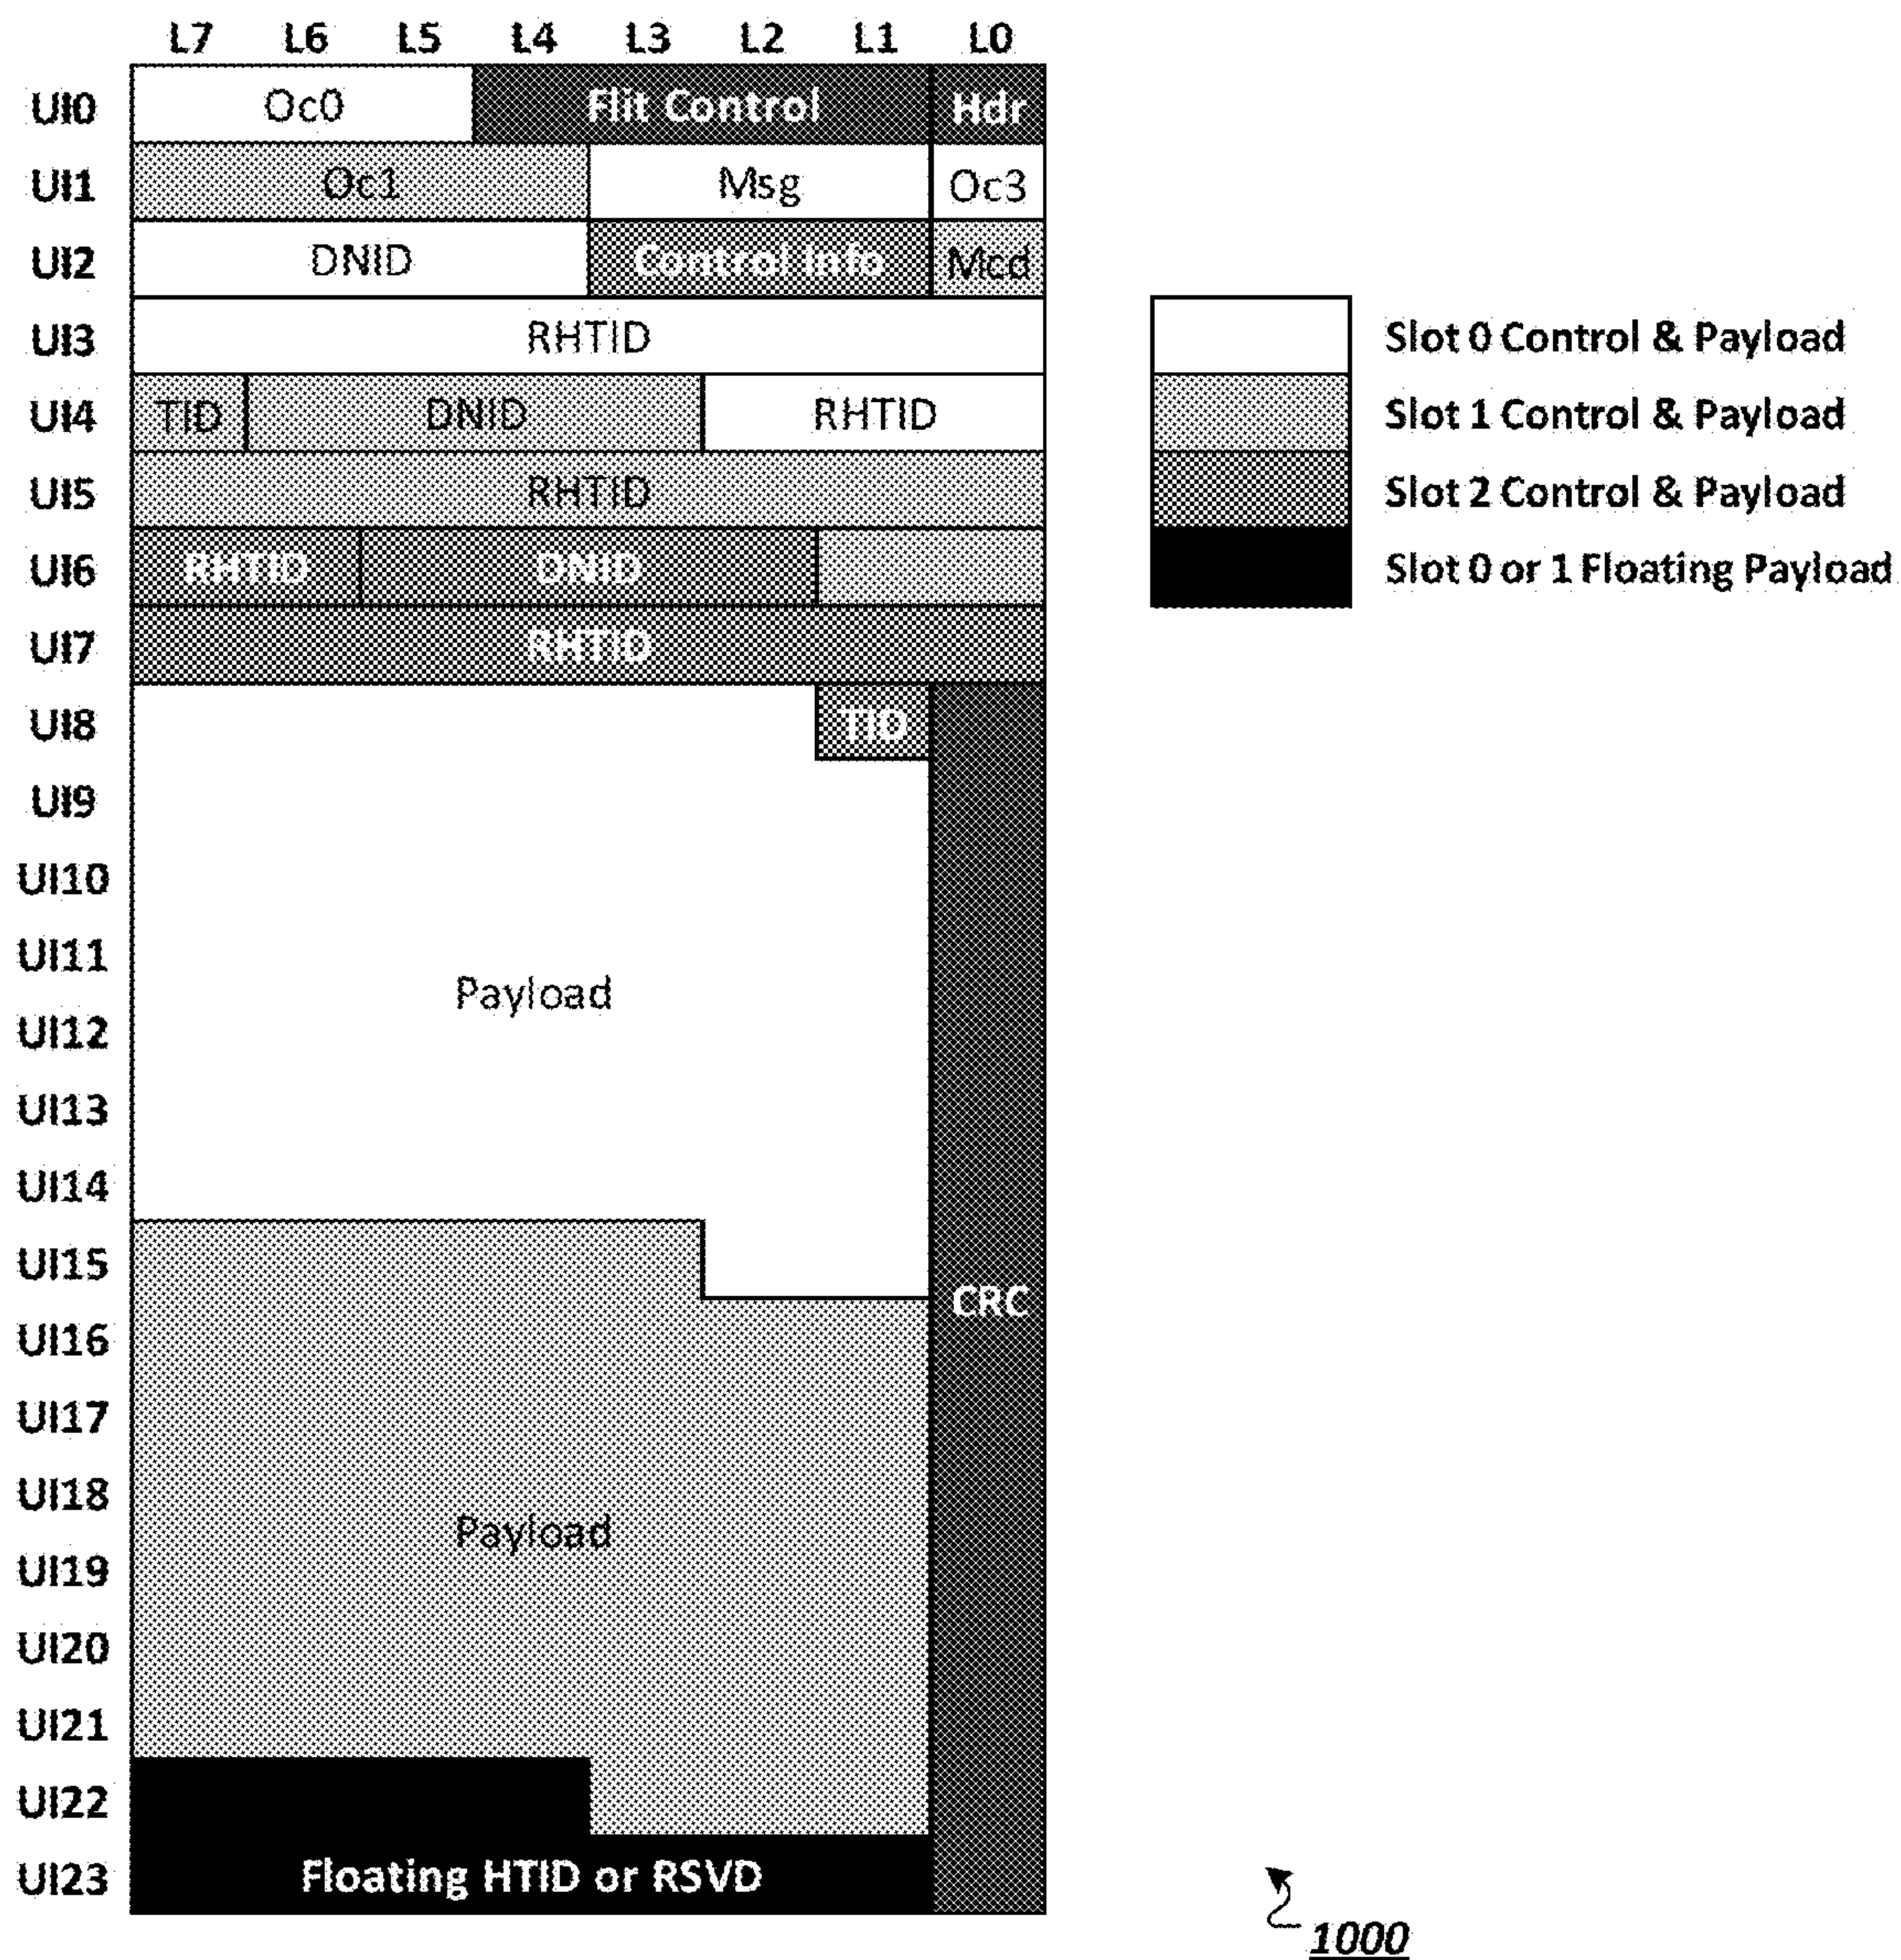 L7 L6 L5 L4 L3 L2 L1 L0
UI0 Oc0 Flit Control Hdr
UI1 Oc1 Msg Oc3
UI2 DNID Control Info Mcd
UI3 RHTID
UI4 TID DNID RHTID
UI5 RHTID
UI6 RHTID DNID
UI7 RHTID
UI8 TID
UI9
UI10
UI11
Payload
UI12
UI13
UI14
UI15
CRC
UI16
UI17
UI18
Payload
UI19
UI20
UI21
UI22
UI23 Floating HTID or RSVD
Slot 0 Control & Payload
Slot 1 Control & Payload
Slot 2 Control & Payload
Slot 0 or 1 Floating Payload
1000